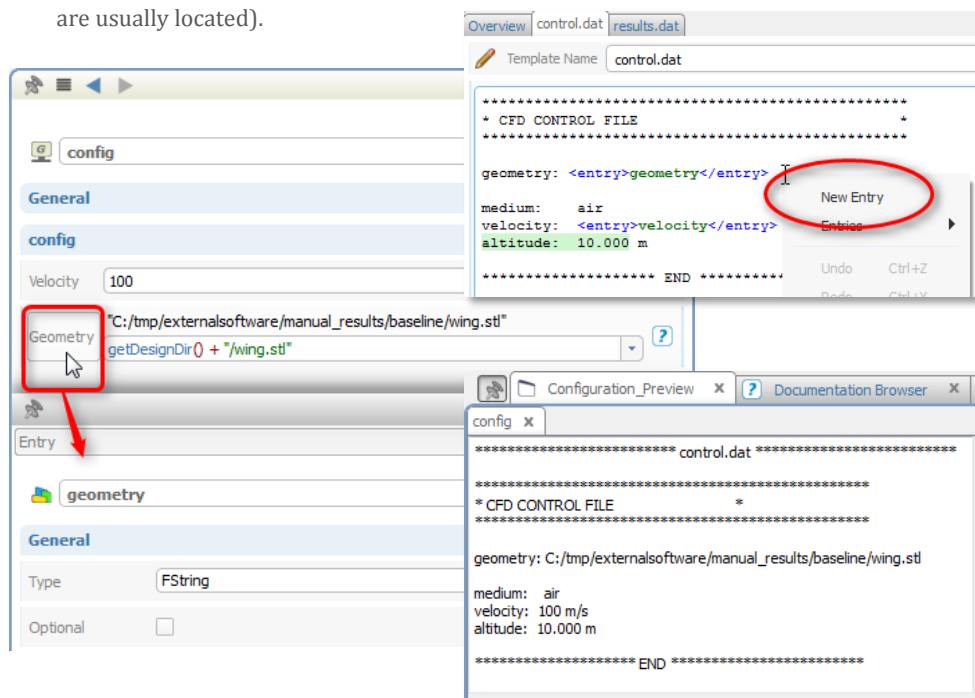 are usually located).
Overview control.dat results.dat
Template Name control.dat
*************************************************
* CFD CONTROL FILE *
*************************************************
geometry: <entry>geometry</entry>
medium: air
velocity: <entry>velocity</entry>
altitude: 10.000 m
******************** END **********
New Entry
Entries
Undo Ctrl+Z
Redo Ctrl+Y
G config
General
config
Velocity 100
Geometry "C:/tmp/externalsoftware/manual_results/baseline/wing.stl"
getDesignDir() + "/wing.stl" ?
Entry
geometry
General
Type FString
Optional
Configuration_Preview x ? Documentation Browser x
config x
************************** control.dat **************************
*************************************************
* CFD CONTROL FILE *
*************************************************
geometry: C:/tmp/externalsoftware/manual_results/baseline/wing.stl
medium: air
velocity: 100 m/s
altitude: 10.000 m
******************** END ************************